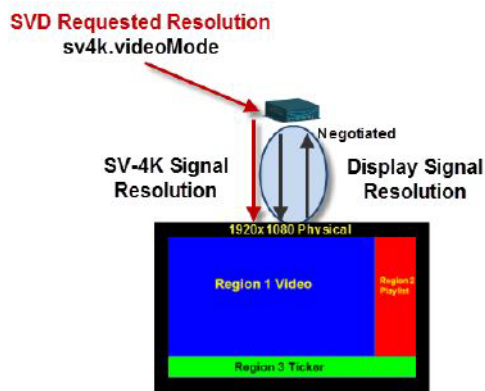 SVD Requested Resolution
sv4k.videoMode
Negotiated
SV-4K Signal
Resolution
Display Signal
Resolution
1920x1080 Physical
Region 1 Video
Region 2
Playlist
Region 3 Ticker